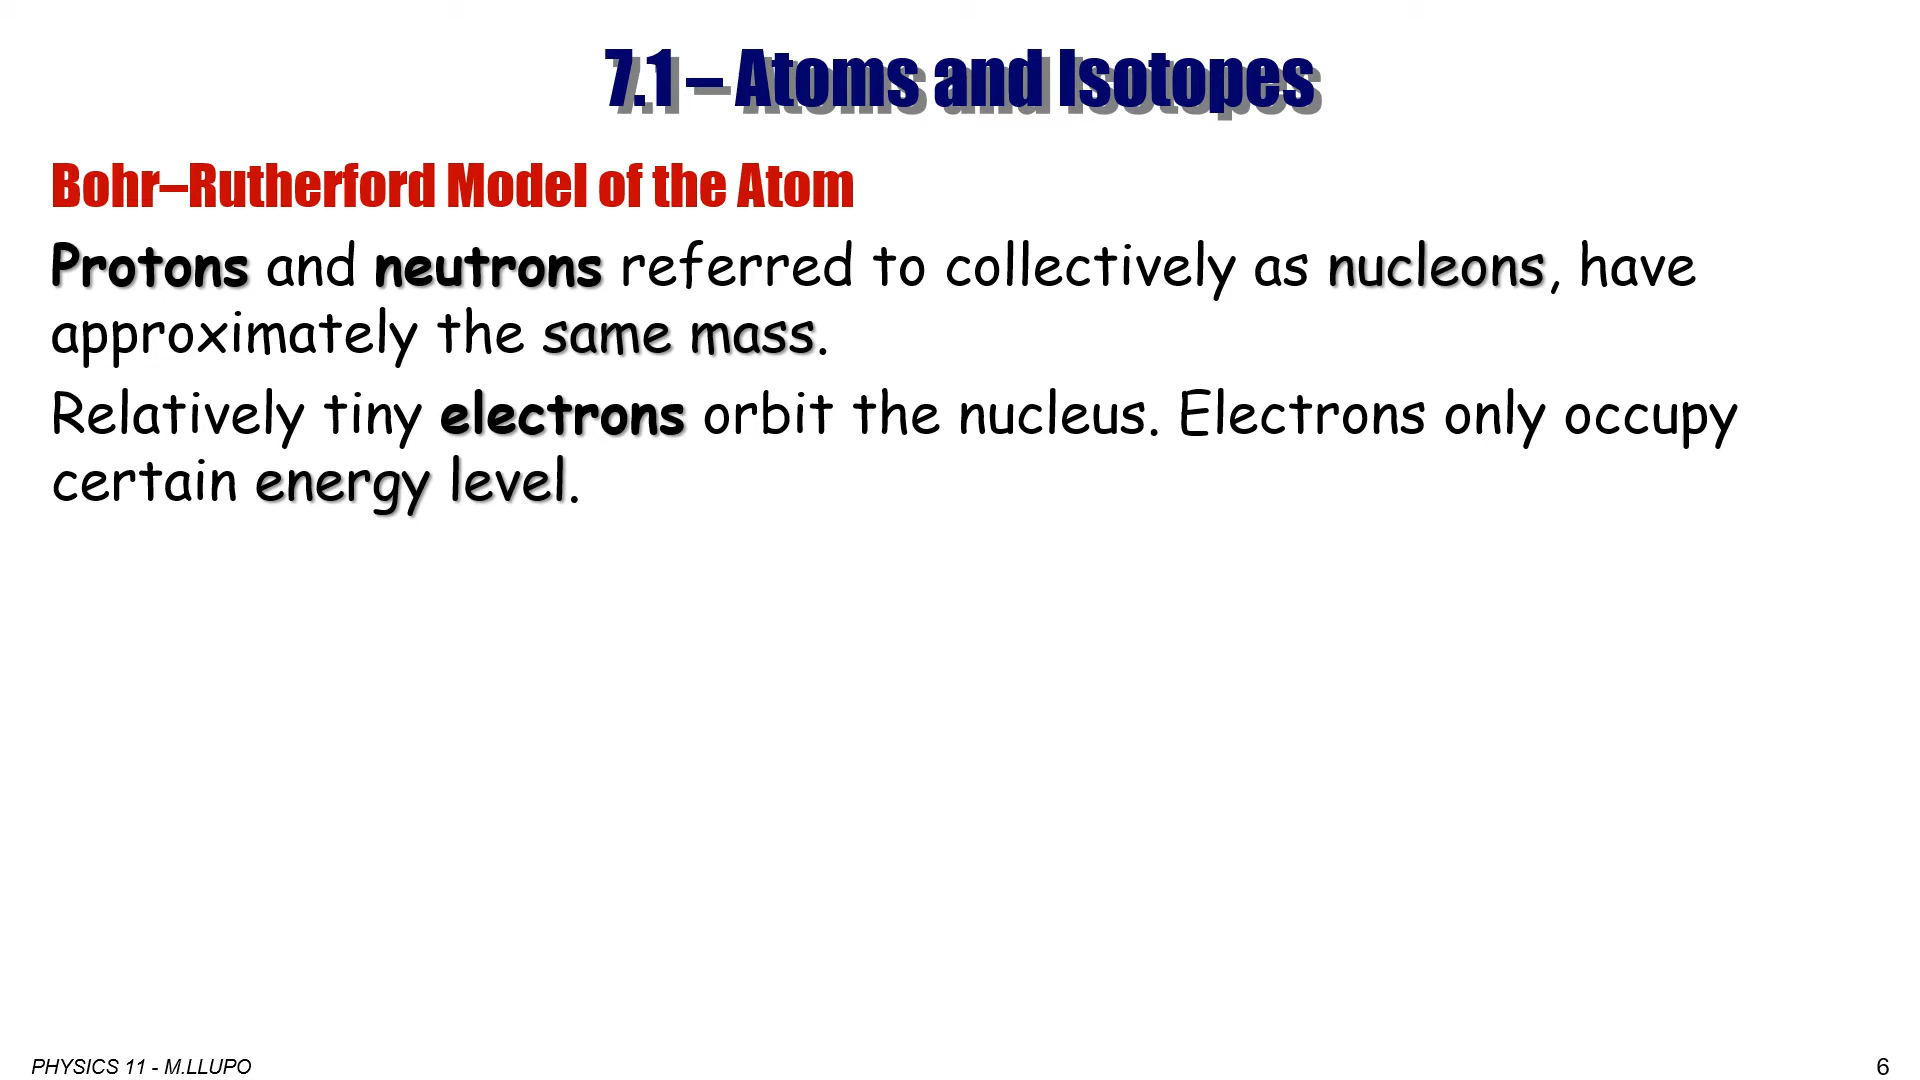 7.1 – Atoms and Isotopes
Bohr–Rutherford Model of the Atom
Protons and neutrons referred to collectively as nucleons, have
approximately the same mass.
Relatively tiny electrons orbit the nucleus. Electrons only occupy
certain energy level.
PHYSICS 11 - M.LLUPO
6